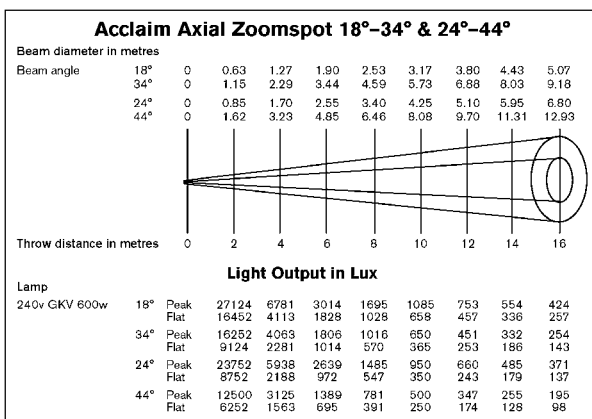 Acclaim Axial Zoomspot 18°–34° & 24°–44°
Beam diameter in metres
Beam angle 18° 0 0.63 1.27 1.90 2.53 3.17 3.80 4.43 5.07
34° 0 1.15 2.29 3.44 4.59 5.73 6.88 8.03 9.18
24° 0 0.85 1.70 2.55 3.40 4.25 5.10 5.95 6.80
44° 0 1.62 3.23 4.85 6.46 8.08 9.70 11.31 12.93
Throw distance in metres 0 2 4 6 8 10 12 14 16
Light Output in Lux
Lamp
240v GKV 600w 18° Peak 27124 6781 3014 1695 1085 753 554 424
Flat 16452 4113 1828 1028 658 457 336 257
34° Peak 16252 4063 1806 1016 650 451 332 254
Flat 9124 2281 1014 570 365 253 186 143
24° Peak 23752 5938 2639 1485 950 660 485 371
Flat 8752 2188 972 547 350 243 179 137
44° Peak 12500 3125 1389 781 500 347 255 195
Flat 6252 1563 695 391 250 174 128 98